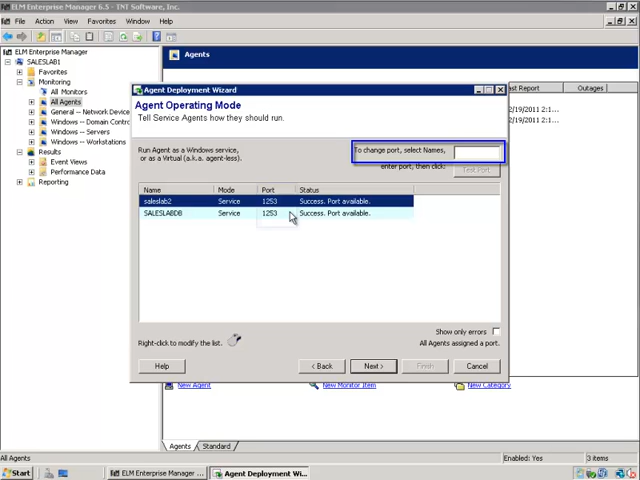 ELM Enterprise Manager 6.5 - TNT Software, Inc.
File Action View Favorites Window Help
ELM Enterprise Manager
SALESLAB1
Favorites
Monitoring
All Monitors
All Agents
General -- Network Device
Windows - Domain Contr
Windows - Servers
Windows - Workstations
Results
Event Views
Performance Data
Reporting
Agents
ast Report Outages
2/19/2011 2:1...
2/19/2011 2:1...
Agent Deployment Wizard
Agent Operating Mode
Tell Service Agents how they should run.
Run Agent as a Windows service,
or as a Virtual (a.k.a. agent-less).
To change port, select Names,
enter port, then click:
Test Port
Name Mode Port Status
saleslab2 Service 1253 Success. Port available.
SALESLABDB Service 1253 Success. Port available.
Show only errors
Right-click to modify the list.
All Agents assigned a port.
Help < Back Next > Finish Cancel
New Agent New Monitor Item New Category
Agents Standard
All Agents Enabled: Yes 3 items
Start ELM Enterprise Manager ... Agent Deployment Wi...